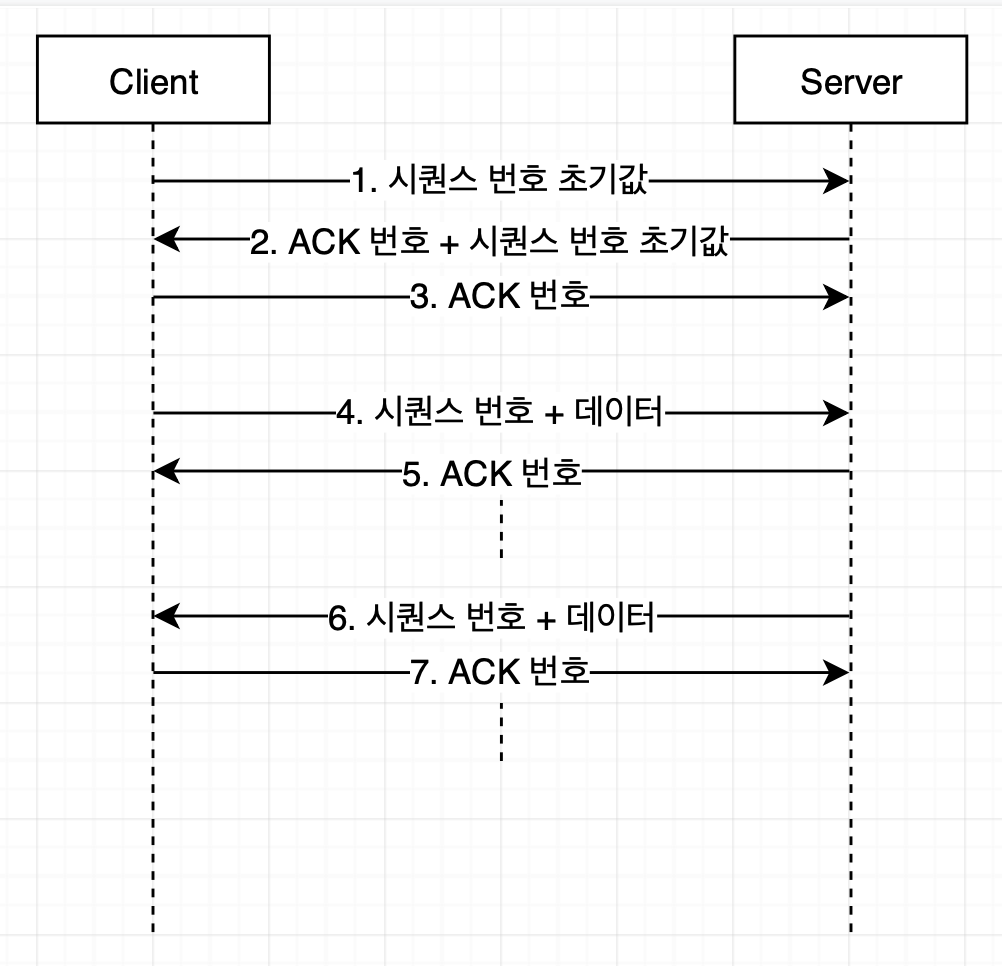 Client
Server
1. 시퀀스 번호 초기값
2. ACK 번호 + 시퀀스 번호 초기값
3. ACK 번호
4. 시퀀스 번호 + 데이터
5. ACK 번호
6. 시퀀스 번호 + 데이터
7. ACK 번호